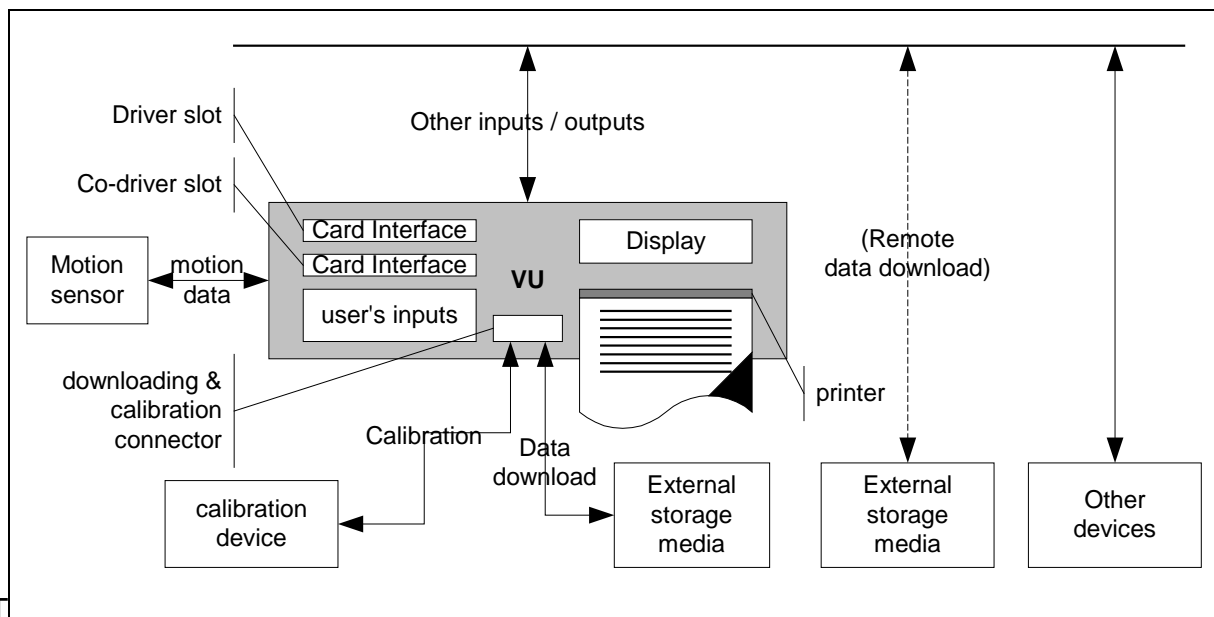 Driver slot
Other inputs / outputs
Co-driver slot
Card Interface
Card Interface
Display
(Remote
data download)
Motion
sensor
motion
data
VU
user's inputs
downloading &
calibration
connector
printer
Calibration
Data
download
calibration
device
External
storage
media
External
storage
media
Other
devices